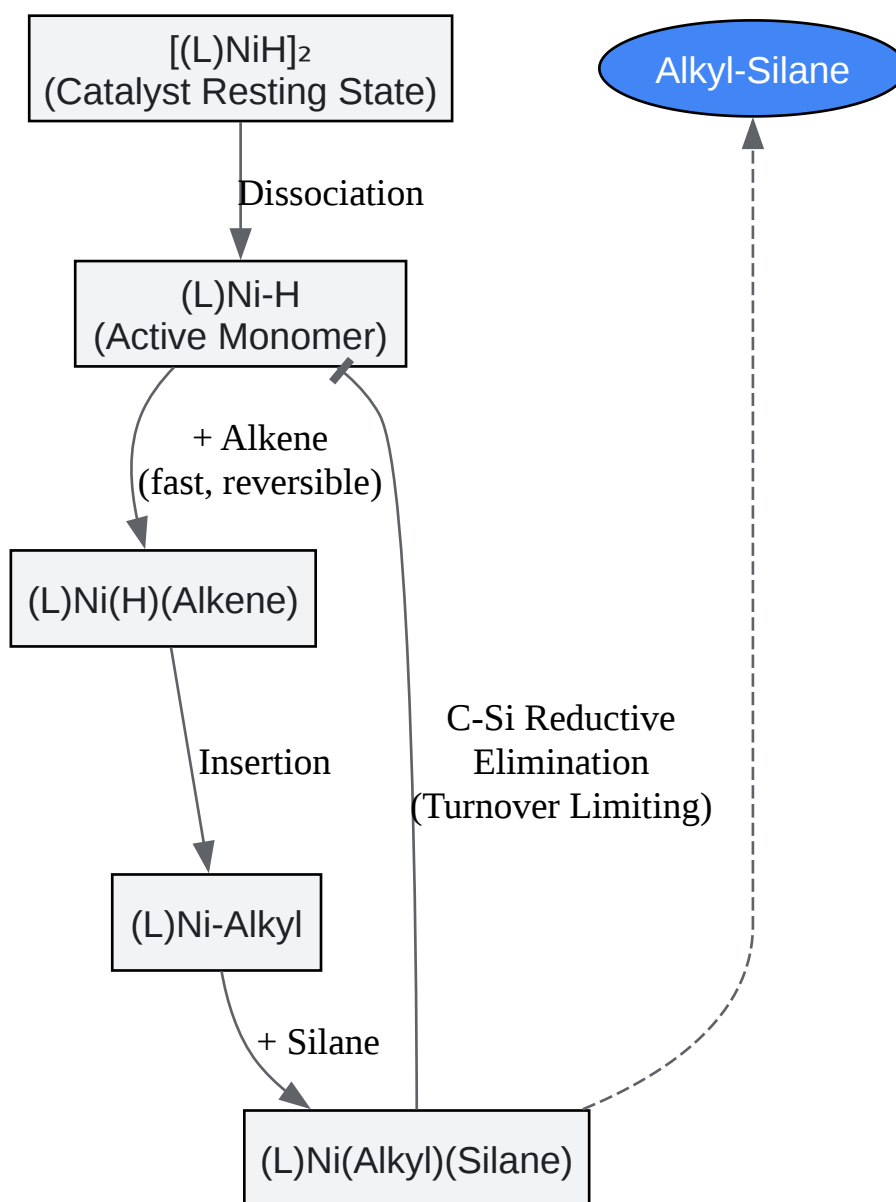 [(L)NiH]₂
(Catalyst Resting State)
Alkyl-Silane
Dissociation
(L)Ni-H
(Active Monomer)
+ Alkene
(fast, reversible)
(L)Ni(H)(Alkene)
C-Si Reductive
Elimination
(Turnover Limiting)
Insertion
(L)Ni-Alkyl
+ Silane
(L)Ni(Alkyl)(Silane)